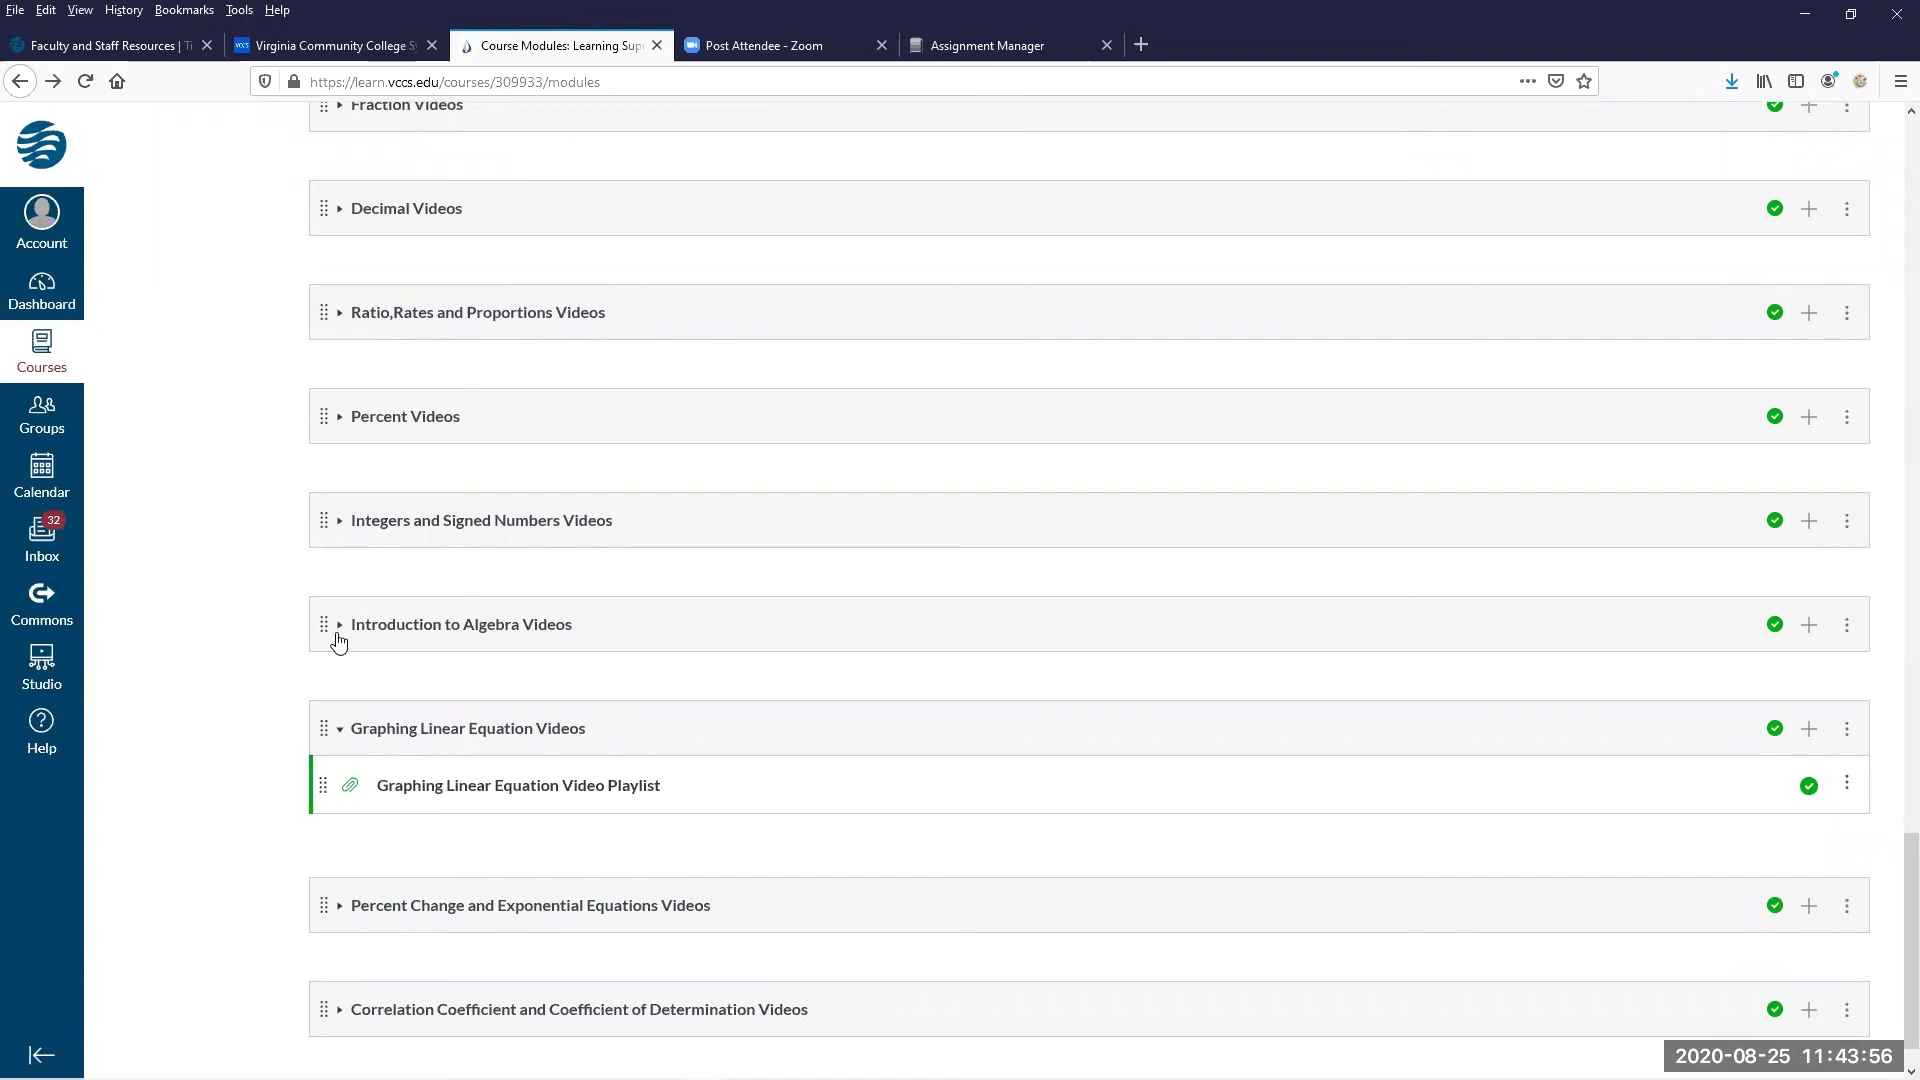 File Edit View History Bookmarks Tools Help
Faculty and Staff Resources | Ti
VCCS Virginia Community College Sy
Course Modules: Learning Sup
Post Attendee - Zoom
Assignment Manager
https://learn.vccs.edu/courses/309933/modules
Fraction Videos
Account
Decimal Videos
Dashboard
Ratio,Rates and Proportions Videos
Courses
Percent Videos
Groups
Calendar
32
Integers and Signed Numbers Videos
Inbox
Commons
Introduction to Algebra Videos
Studio
Help
Graphing Linear Equation Videos
Graphing Linear Equation Video Playlist
Percent Change and Exponential Equations Videos
Correlation Coefficient and Coefficient of Determination Videos
2020-08-25 11:43:56